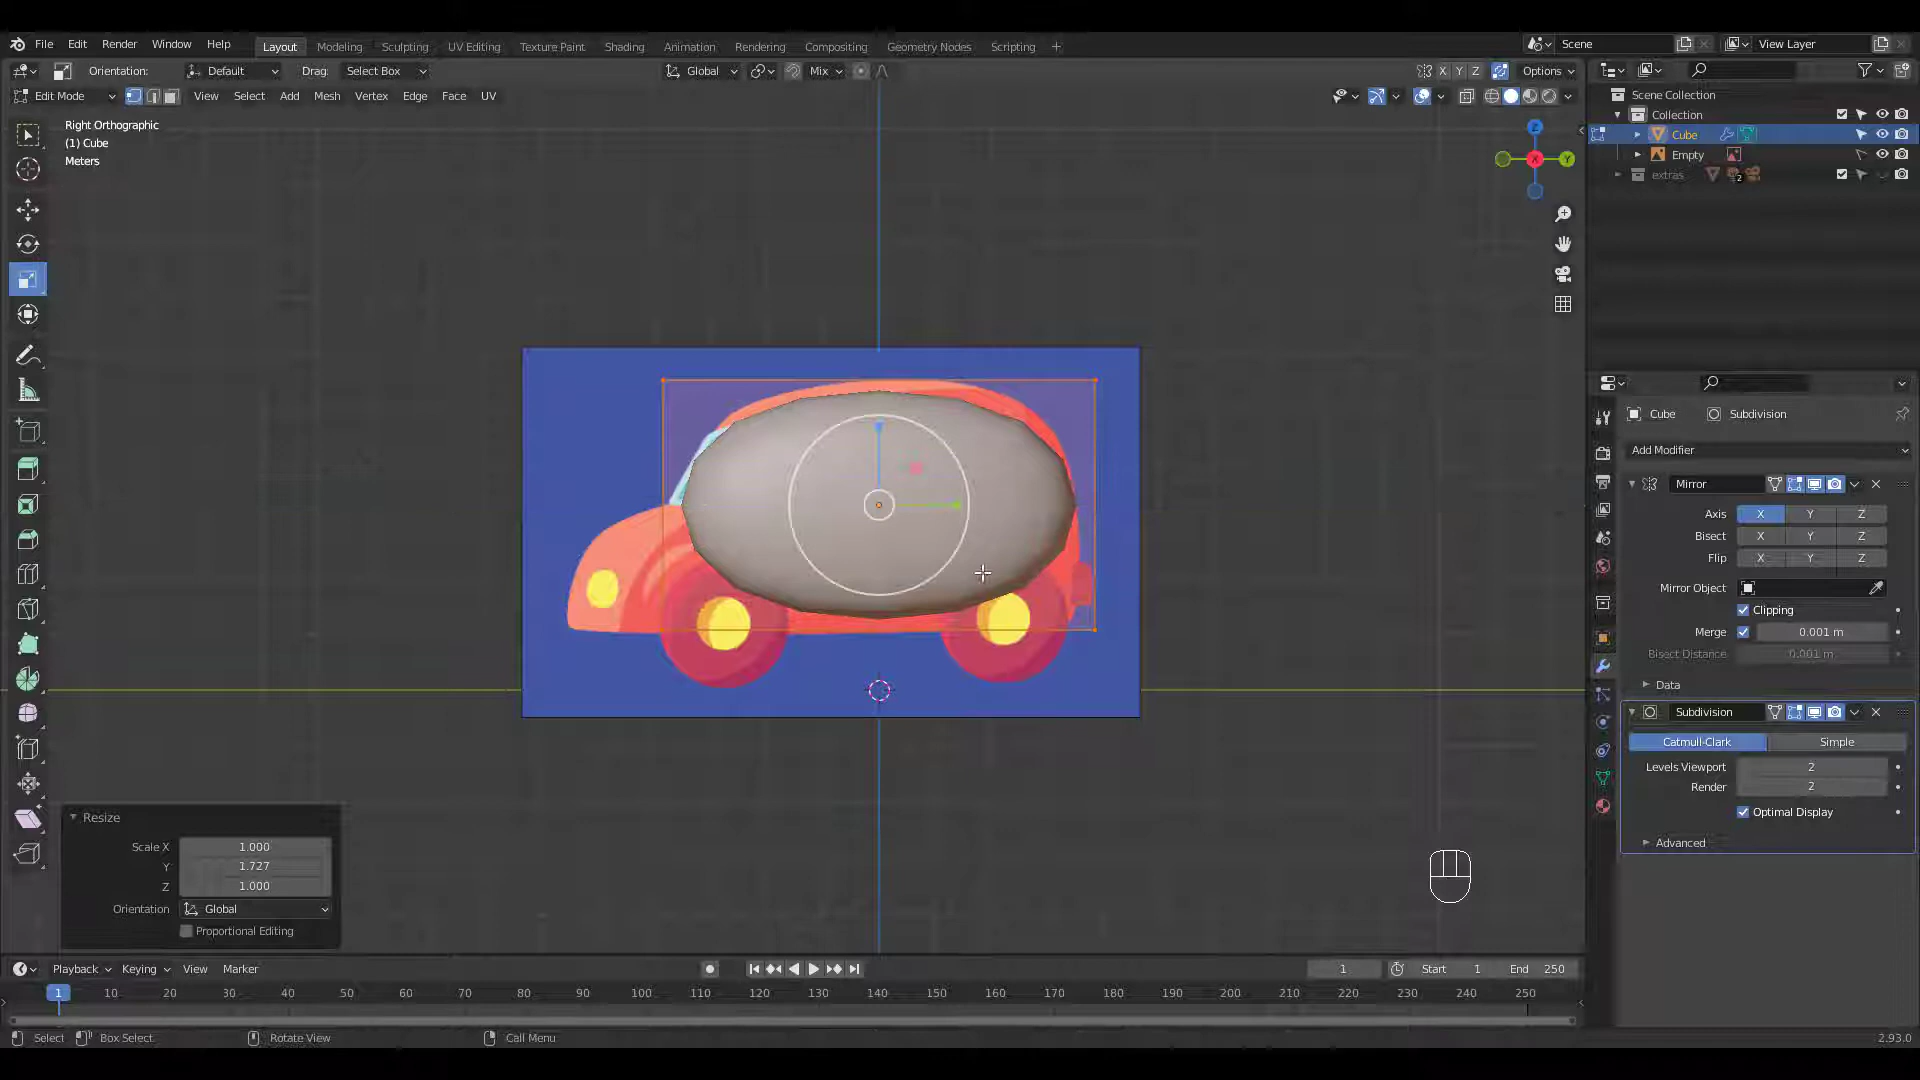 File Edit Render Window Help Layout Modeling Sculpting UV Editing Texture Paint Shading Animation Rendering Compositing Geometry Nodes Scripting + Scene View Layer
Orientation: Default Drag: Select Box Global Mix X Y Z Options
Edit Mode View Select Add Mesh Vertex Edge Face UV
Scene Collection
Collection
Cube
Empty
extras 2
Right Orthographic
(1) Cube
Meters
Z
X
Y
Cube Subdivision
Add Modifier
Mirror
Axis X Y Z
Bisect X Y Z
Flip X Y Z
Mirror Object
Clipping
Merge 0.001 m
Bisect Distance 0.001 m
Data
Subdivision
Catmull-Clark Simple
Levels Viewport 2
Render 2
Optimal Display
Advanced
Resize
Scale X 1.000
Y 1.727
Z 1.000
Orientation Global
Proportional Editing
Playback Keying View Marker 1 Start 1 End 250
1 10 20 30 40 50 60 70 80 90 100 110 120 130 140 150 160 170 180 190 200 210 220 230 240 250
Select Box Select Rotate View Call Menu 2.93.0